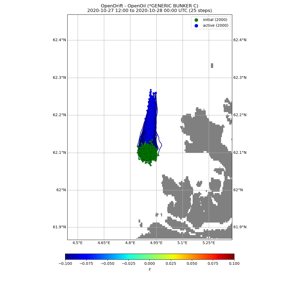 OpenDrift - OpenOil (*GENERIC BUNKER C)
2020-10-27 12:00 to 2020-10-28 00:00 UTC (25 steps)
initial (2000)
active (2000)
62.4°N 62.4°N
62.3°N 62.3°N
62.2°N 62.2°N
62.1°N 62.1°N
62°N 62°N
61.9°N 61.9°N
4.5°E 4.65°E 4.8°E 4.95°E 5.1°E 5.25°E
−0.100 −0.075 −0.050 −0.025 0.000 0.025 0.050 0.075 0.100